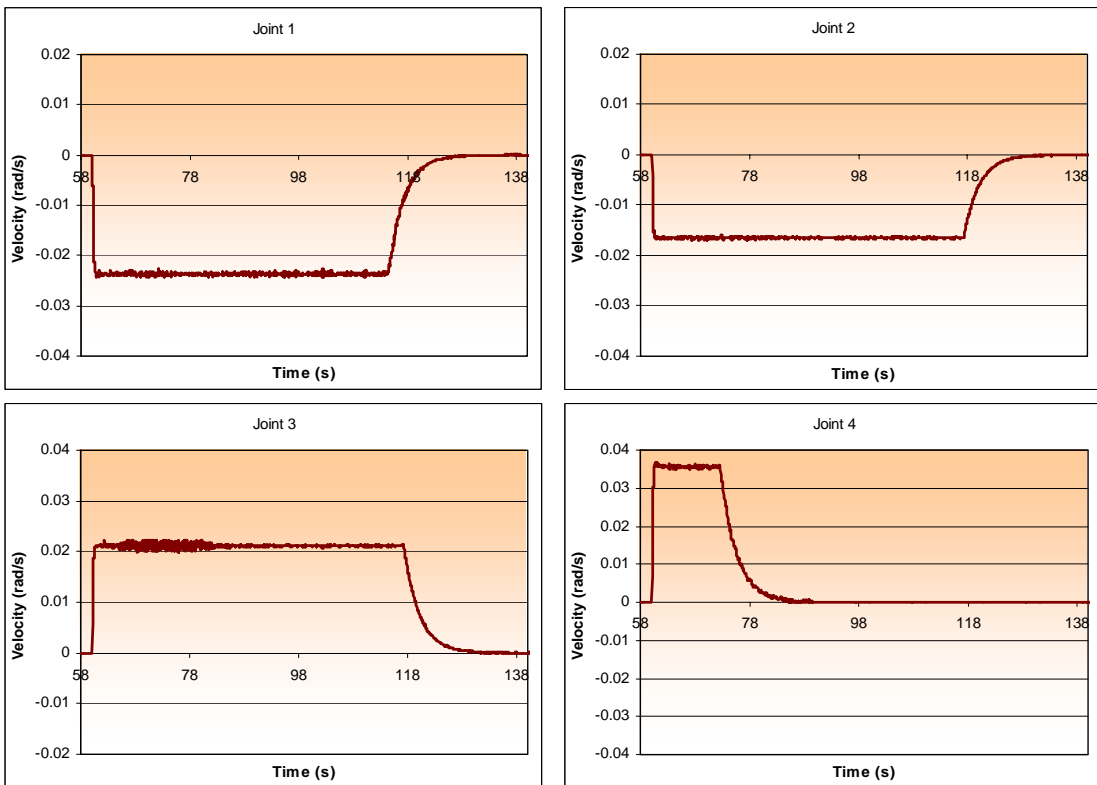 Joint 1
0.02
0.01
0
-0.01
-0.02
-0.03
-0.04
58 78 98 118 138
Velocity (rad/s)
Time (s)
Joint 2
0.02
0.01
0
-0.01
-0.02
-0.03
-0.04
58 78 98 118 138
Velocity (rad/s)
Time (s)
Joint 3
0.04
0.03
0.02
0.01
0
-0.01
-0.02
58 78 98 118 138
Velocity (rad/s)
Time (s)
Joint 4
0.04
0.03
0.02
0.01
0
-0.01
-0.02
-0.03
-0.04
58 78 98 118 138
Velocity (rad/s)
Time (s)